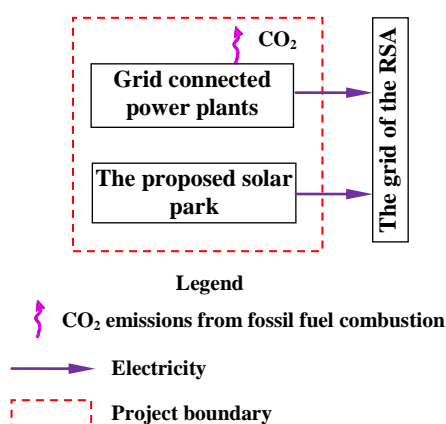 CO₂
Grid connected
power plants
The grid of the RSA
The proposed solar
park
Legend
CO₂ emissions from fossil fuel combustion
Electricity
Project boundary